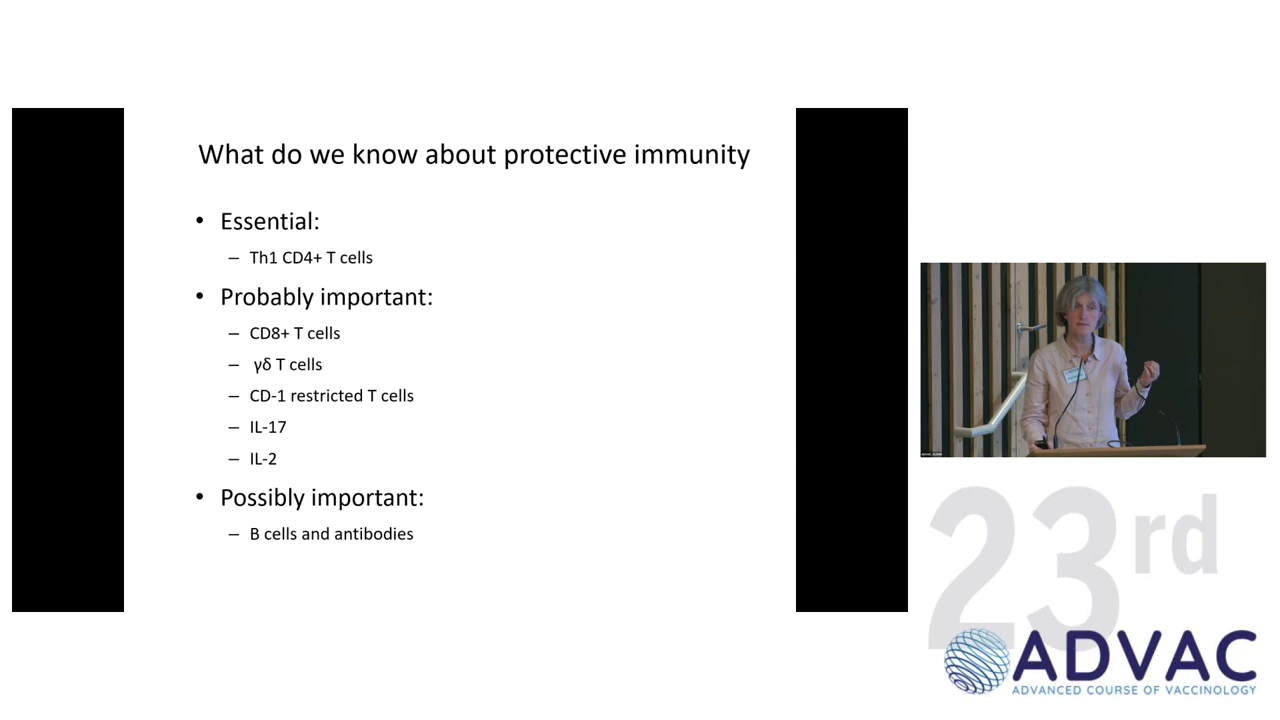 What do we know about protective immunity
• Essential:
– Th1 CD4+ T cells
• Probably important:
– CD8+ T cells
– γδ T cells
– CD-1 restricted T cells
– IL-17
– IL-2
• Possibly important:
– B cells and antibodies
23rd
ADVAC
ADVANCED COURSE OF VACCINOLOGY